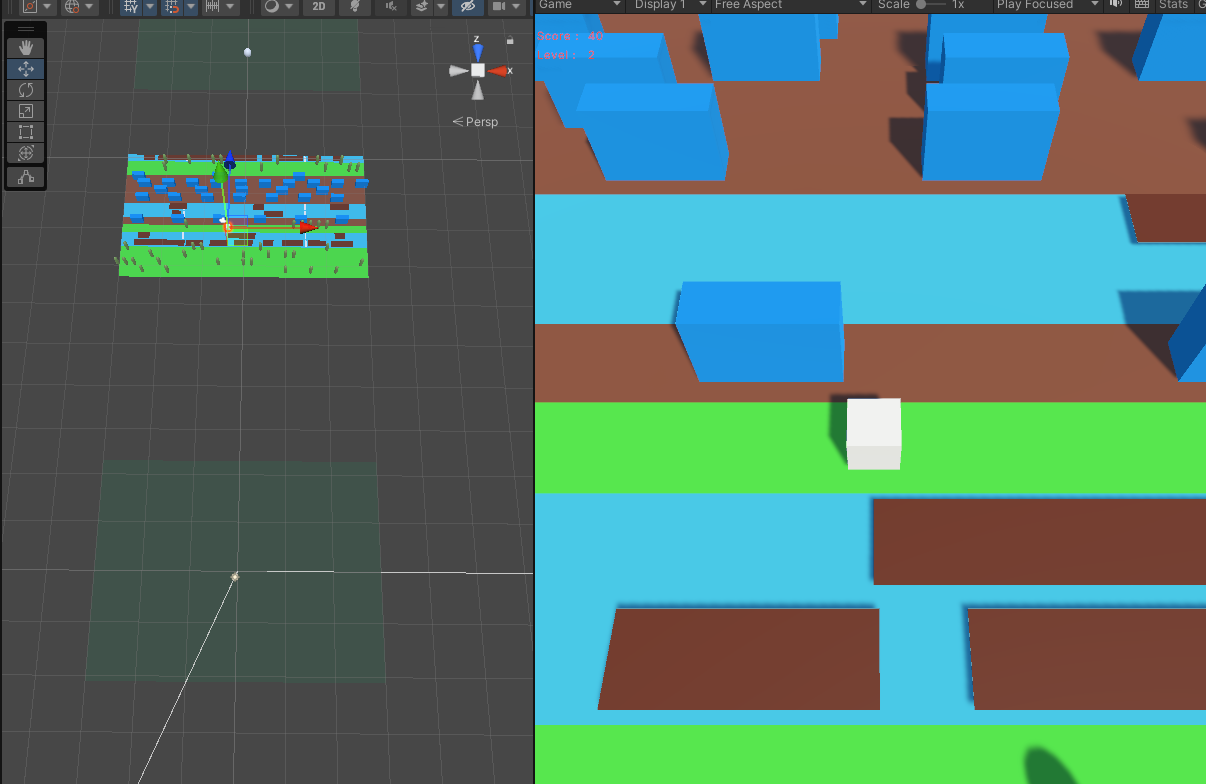 2D
Game
Display 1
Free Aspect
Scale
1x
Play Focused
Stats
Score : 40
Level : 2
z
x
Persp